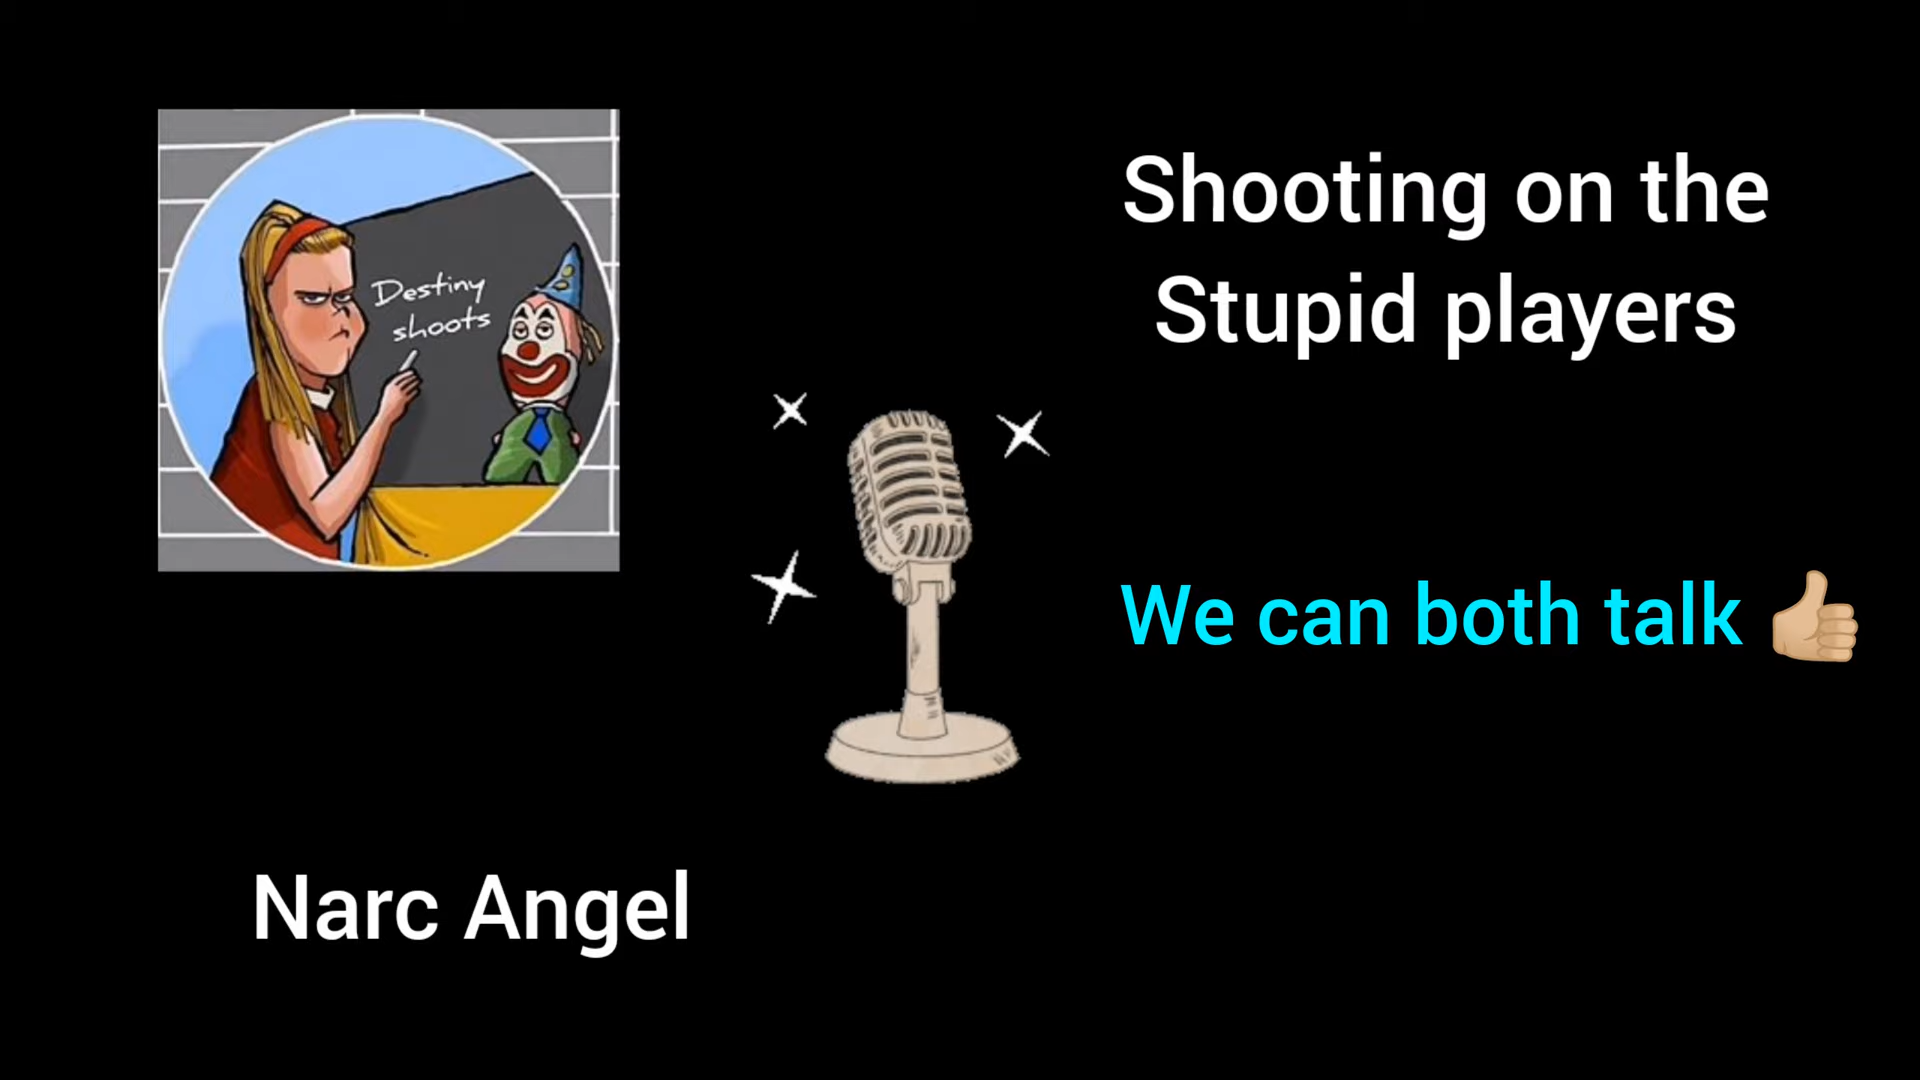 Destiny
shoots
Shooting on the
Stupid players
We can both talk 👍🏼
Narc Angel